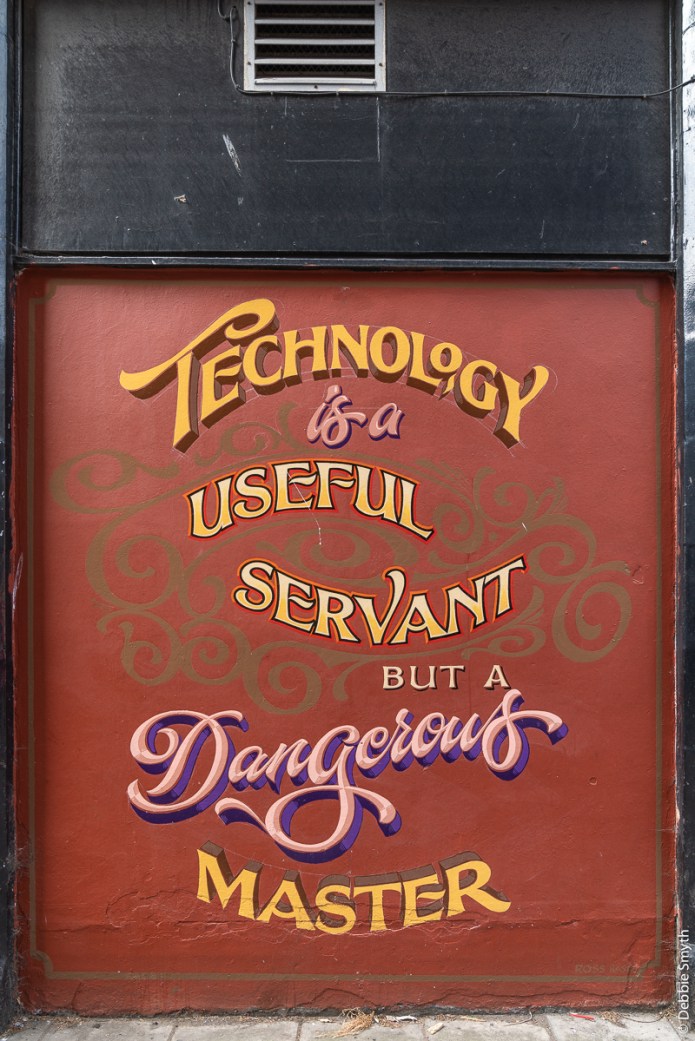 TECHNOLOGY
is a
USEFUL
SERVANT
BUT A
Dangerous
MASTER
© Debbie Smyth